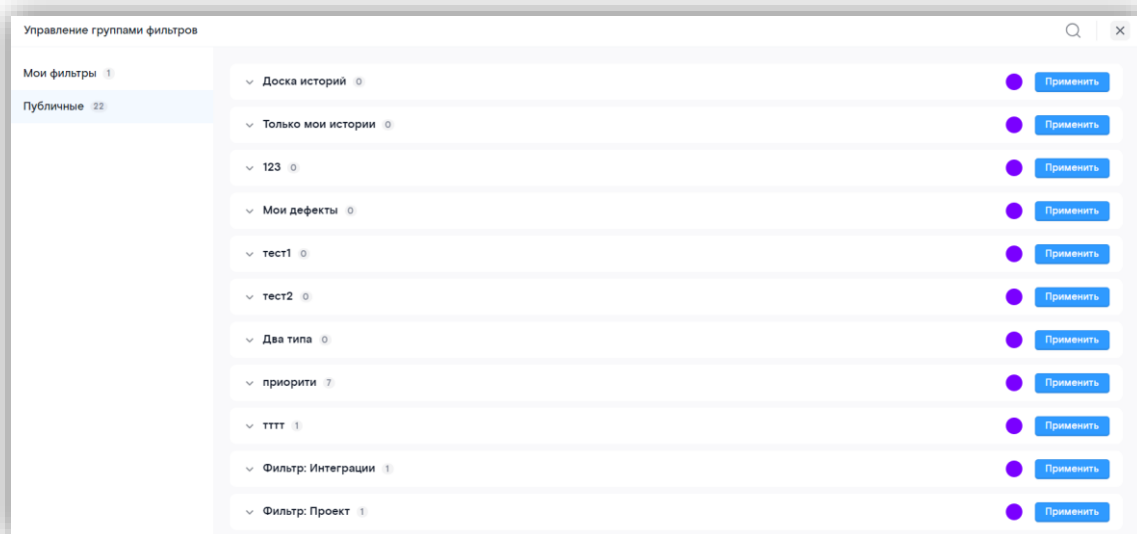 Управление группами фильтров
Мои фильтры 1
Публичные 22
Доска историй 0 Применить
Только мои истории 0 Применить
123 0 Применить
Мои дефекты 0 Применить
тест1 0 Применить
тест2 0 Применить
Два типа 0 Применить
приорити 7 Применить
тттт 1 Применить
Фильтр: Интеграции 1 Применить
Фильтр: Проект 1 Применить